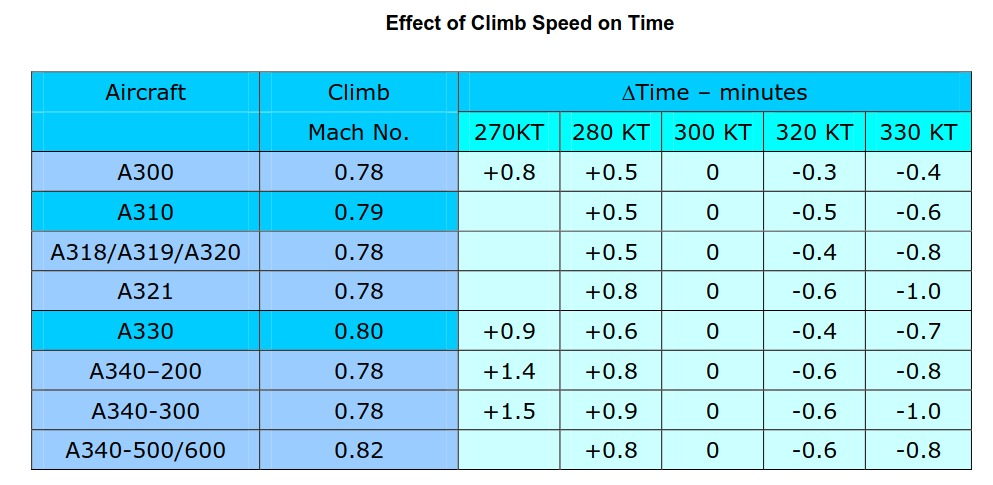 Effect of Climb Speed on Time
Aircraft Climb ΔTime – minutes
Mach No. 270KT 280 KT 300 KT 320 KT 330 KT
A300 0.78 +0.8 +0.5 0 -0.3 -0.4
A310 0.79 +0.5 0 -0.5 -0.6
A318/A319/A320 0.78 +0.5 0 -0.4 -0.8
A321 0.78 +0.8 0 -0.6 -1.0
A330 0.80 +0.9 +0.6 0 -0.4 -0.7
A340–200 0.78 +1.4 +0.8 0 -0.6 -0.8
A340-300 0.78 +1.5 +0.9 0 -0.6 -1.0
A340-500/600 0.82 +0.8 0 -0.6 -0.8